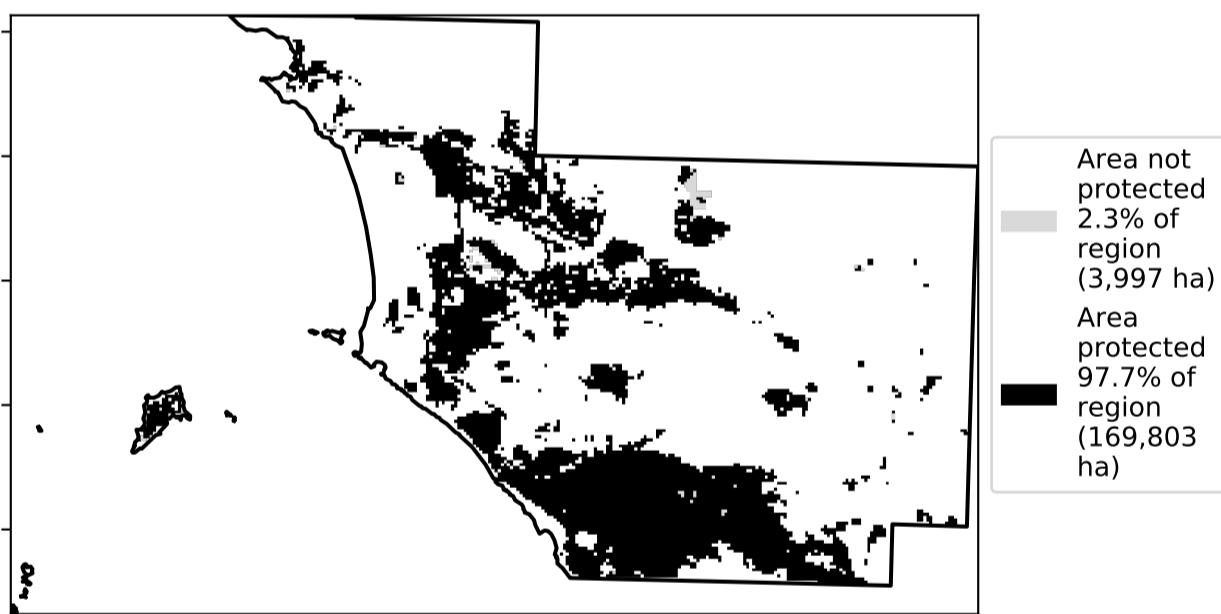 Area not
protected
2.3% of
region
(3,997 ha)
Area
protected
97.7% of
region
(169,803
ha)